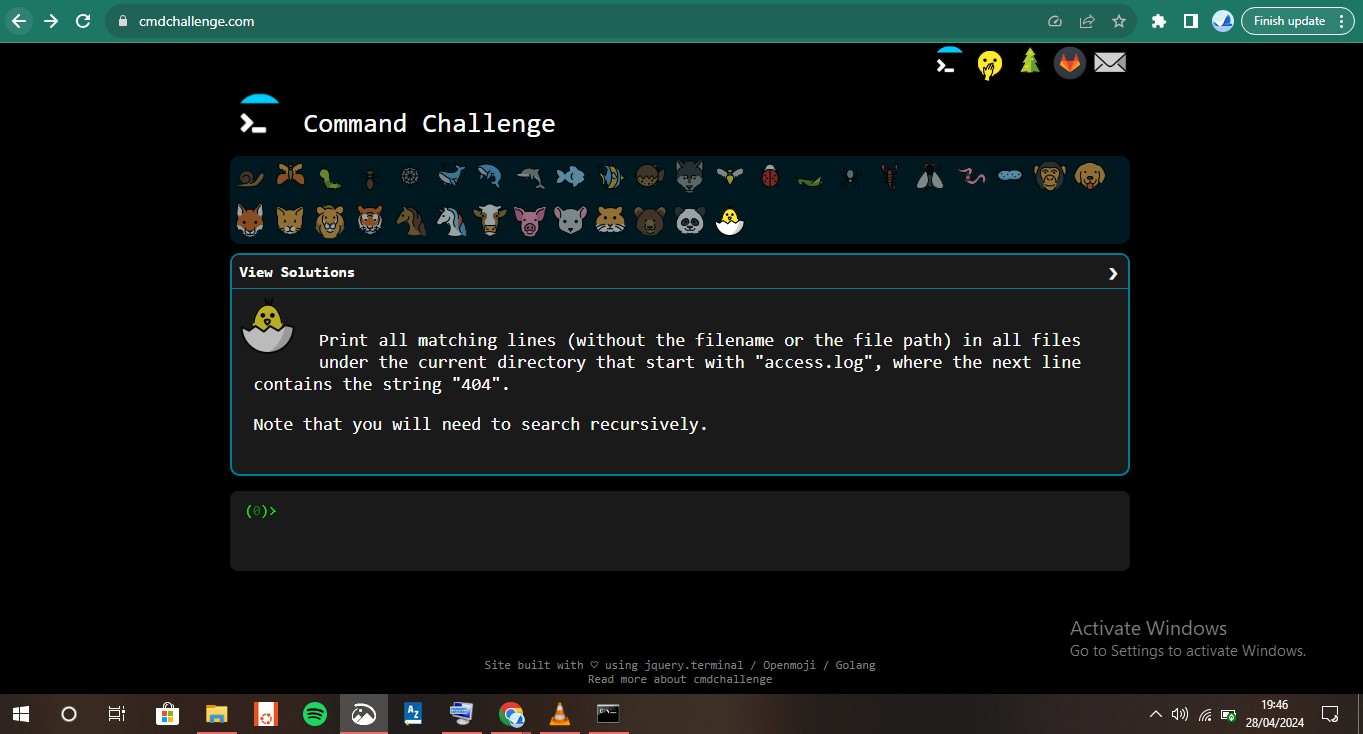 cmdchallenge.com
Finish update
Command Challenge
View Solutions
Print all matching lines (without the filename or the file path) in all files
under the current directory that start with "access.log", where the next line
contains the string "404".
Note that you will need to search recursively.
(0)>
Activate Windows
Go to Settings to activate Windows.
Site built with ♡ using jquery.terminal / Openmoji / Golang
Read more about cmdchallenge
19:46
28/04/2024